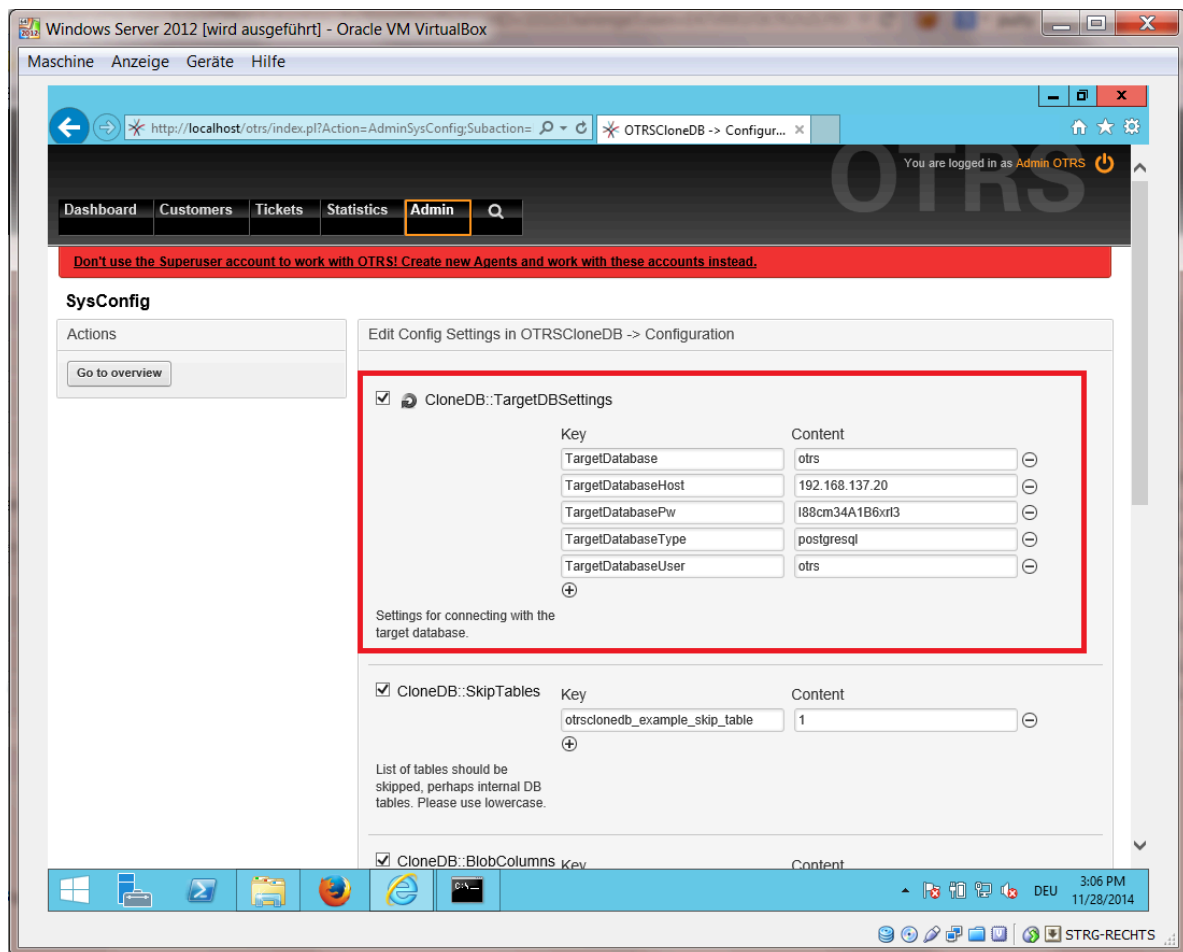 Windows Server 2012 [wird ausgeführt] - Oracle VM VirtualBox
Maschine Anzeige Geräte Hilfe
http://localhost/otrs/index.pl?Action=AdminSysConfig;Subaction=
OTRSCloneDB -> Configur...
OTRS
You are logged in as Admin OTRS
Dashboard Customers Tickets Statistics Admin
Don't use the Superuser account to work with OTRS! Create new Agents and work with these accounts instead.
SysConfig
Actions
Go to overview
Edit Config Settings in OTRSCloneDB -> Configuration
CloneDB::TargetDBSettings
Key Content
TargetDatabase otrs
TargetDatabaseHost 192.168.137.20
TargetDatabasePw I88cm34A1B6xrl3
TargetDatabaseType postgresql
TargetDatabaseUser otrs
Settings for connecting with the
target database.
CloneDB::SkipTables Key Content
otrsclonedb_example_skip_table 1
List of tables should be
skipped, perhaps internal DB
tables. Please use lowercase.
CloneDB::BlobColumns Key Content
DEU
3:06 PM
11/28/2014
STRG-RECHTS